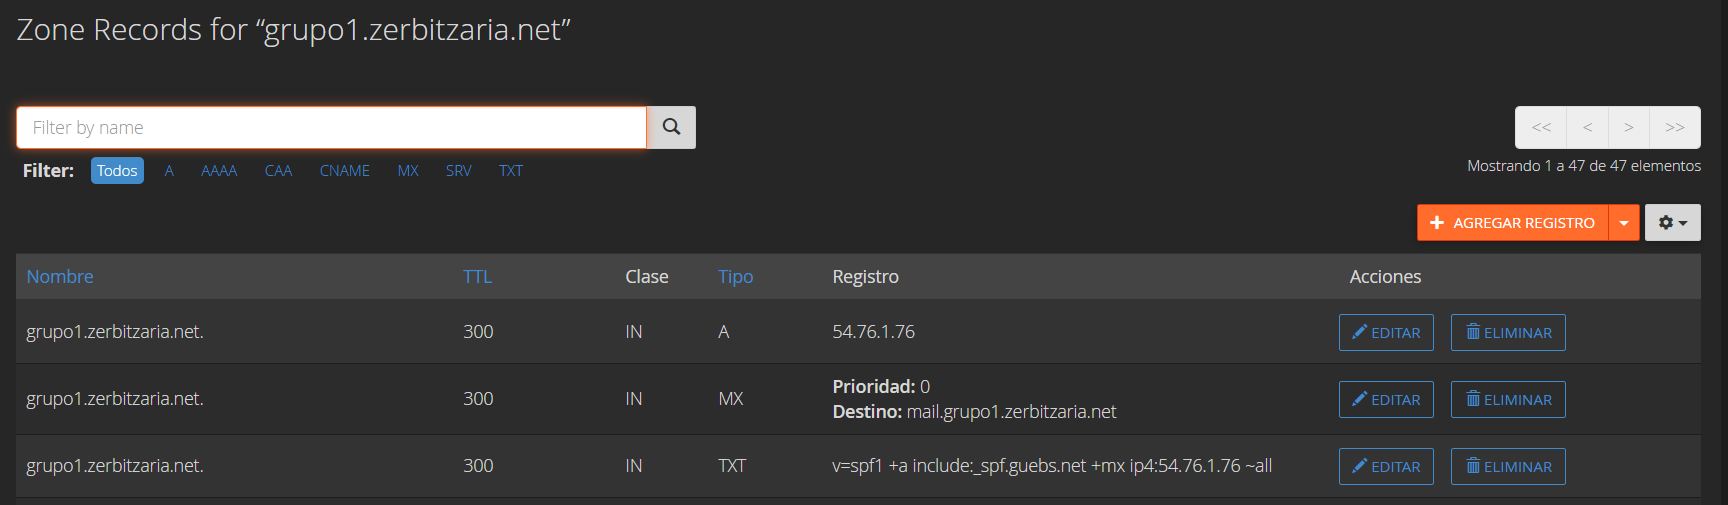 Zone Records for “grupo1.zerbitzaria.net”
Filter by name
<< < > >>
Filter: Todos A AAAA CAA CNAME MX SRV TXT
Mostrando 1 a 47 de 47 elementos
AGREGAR REGISTRO
Nombre TTL Clase Tipo Registro Acciones
grupo1.zerbitzaria.net. 300 IN A 54.76.1.76 EDITAR ELIMINAR
grupo1.zerbitzaria.net. 300 IN MX Prioridad: 0 EDITAR ELIMINAR
Destino: mail.grupo1.zerbitzaria.net
grupo1.zerbitzaria.net. 300 IN TXT v=spf1 +a include:_spf.guebs.net +mx ip4:54.76.1.76 ~all EDITAR ELIMINAR